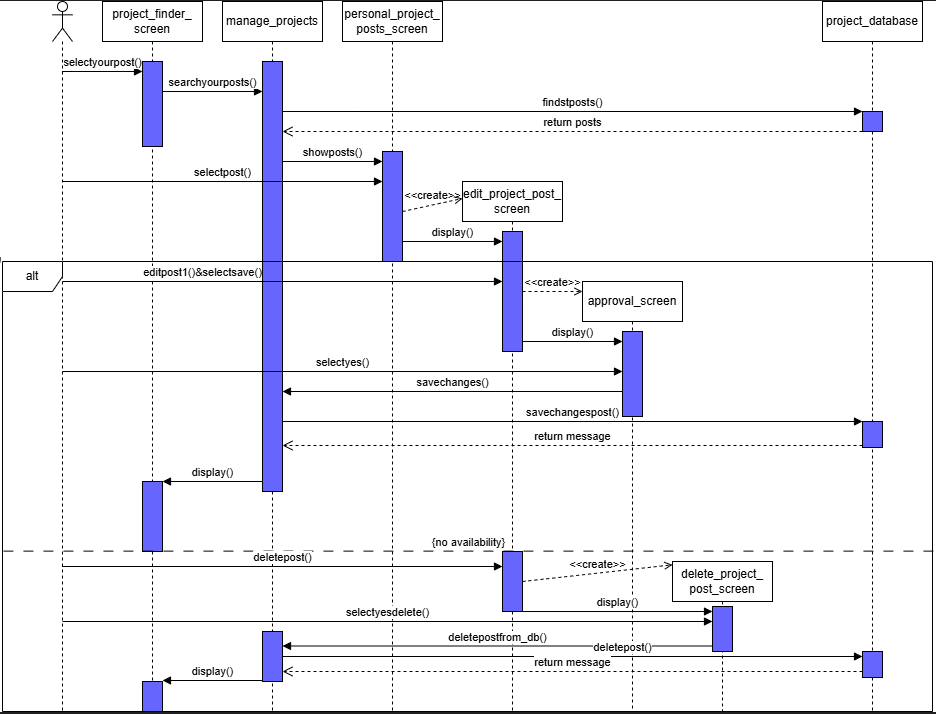 project_finder_
screen
manage_projects
personal_project_
posts_screen
project_database
selectyourpost()
searchyourposts()
findstposts()
return posts
showposts()
selectpost()
<<create>>
edit_project_post_
screen
display()
alt
editpost1()&selectsave()
<<create>>
approval_screen
display()
selectyes()
savechanges()
savechangespost()
return message
display()
{no availability}
deletepost()
<<create>>
delete_project_
post_screen
display()
selectyesdelete()
deletepostfrom_db()
deletepost()
return message
display()